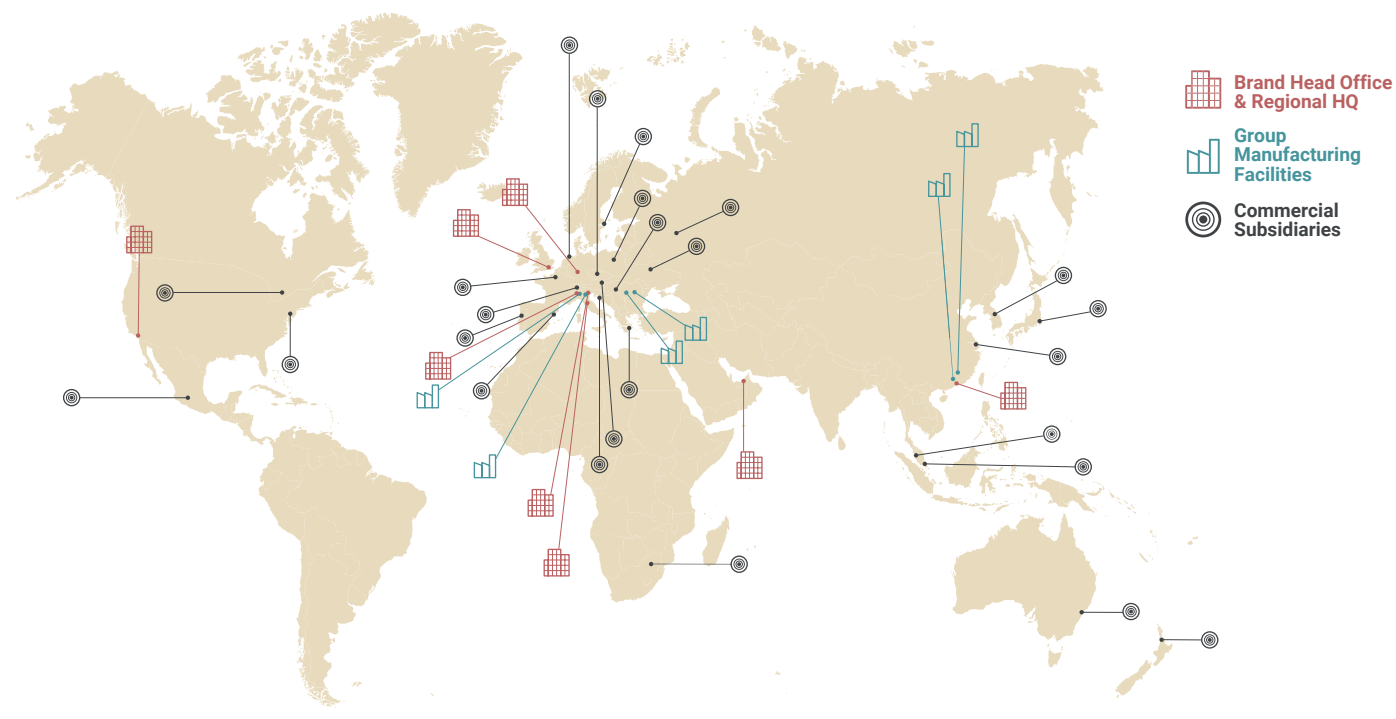 Brand Head Office
& Regional HQ
Group
Manufacturing
Facilities
Commercial
Subsidiaries